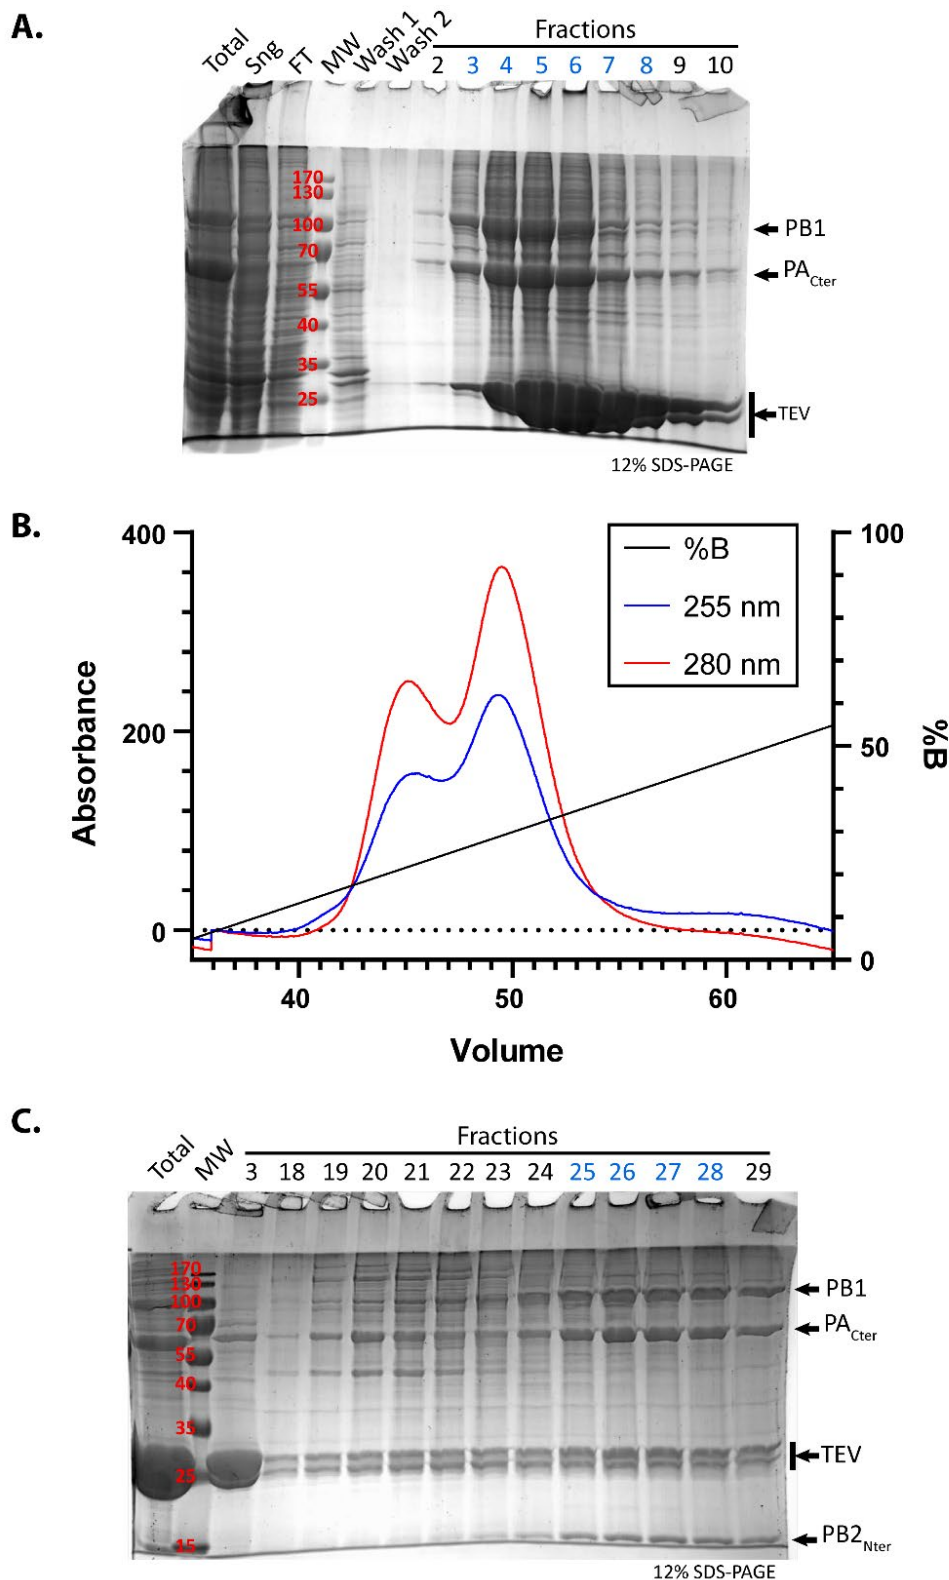 A.
Total Sng FT MW Wash 1 Wash 2 Fractions
2 3 4 5 6 7 8 9 10
170
130
100
70
55
40
35
25
PB1
PACter
TEV
12% SDS-PAGE
B.
400
200
0
Absorbance
40 50 60
Volume
100
50
0
%B
%B
255 nm
280 nm
C.
Total MW Fractions
3 18 19 20 21 22 23 24 25 26 27 28 29
170
130
100
70
55
40
35
25
15
PB1
PACter
TEV
PB2Nter
12% SDS-PAGE